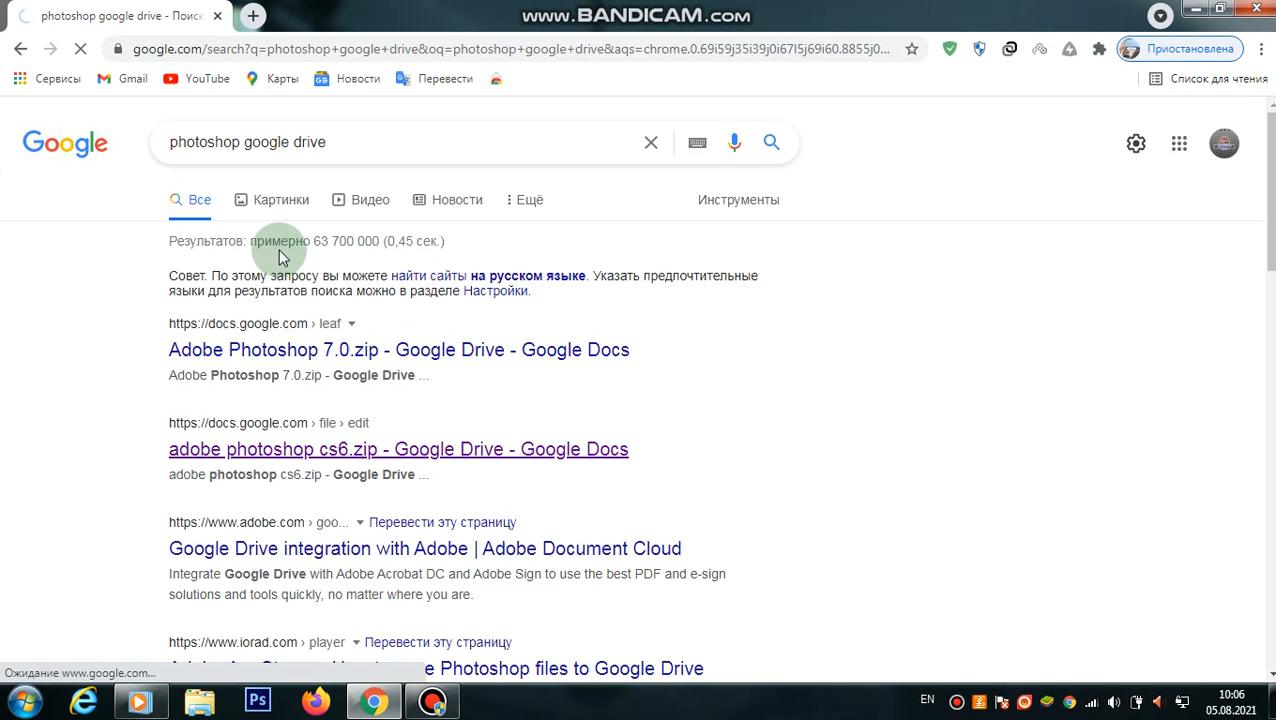 www.BANDICAM.com
photoshop google drive - Поиск
google.com/search?q=photoshop+google+drive&oq=photoshop+google+drive&aqs=chrome.0.69i59j35i39j0i67l5j69i60.8855j0...
Приостановлена
Сервисы Gmail YouTube Карты Новости Перевести
Список для чтения
Google
photoshop google drive
Все Картинки Видео Новости Ещё Инструменты
Результатов: примерно 63 700 000 (0,45 сек.)
Совет. По этому запросу вы можете найти сайты на русском языке. Указать предпочтительные
языки для результатов поиска можно в разделе Настройки.
https://docs.google.com › leaf
Adobe Photoshop 7.0.zip - Google Drive - Google Docs
Adobe Photoshop 7.0.zip - Google Drive ...
https://docs.google.com › file › edit
adobe photoshop cs6.zip - Google Drive - Google Docs
adobe photoshop cs6.zip - Google Drive ...
https://www.adobe.com › goo... Перевести эту страницу
Google Drive integration with Adobe | Adobe Document Cloud
Integrate Google Drive with Adobe Acrobat DC and Adobe Sign to use the best PDF and e-sign
solutions and tools quickly, no matter where you are.
https://www.iorad.com › player Перевести эту страницу
e Photoshop files to Google Drive
Ожидание www.google.com...
Ps
EN
10:06
05.08.2021